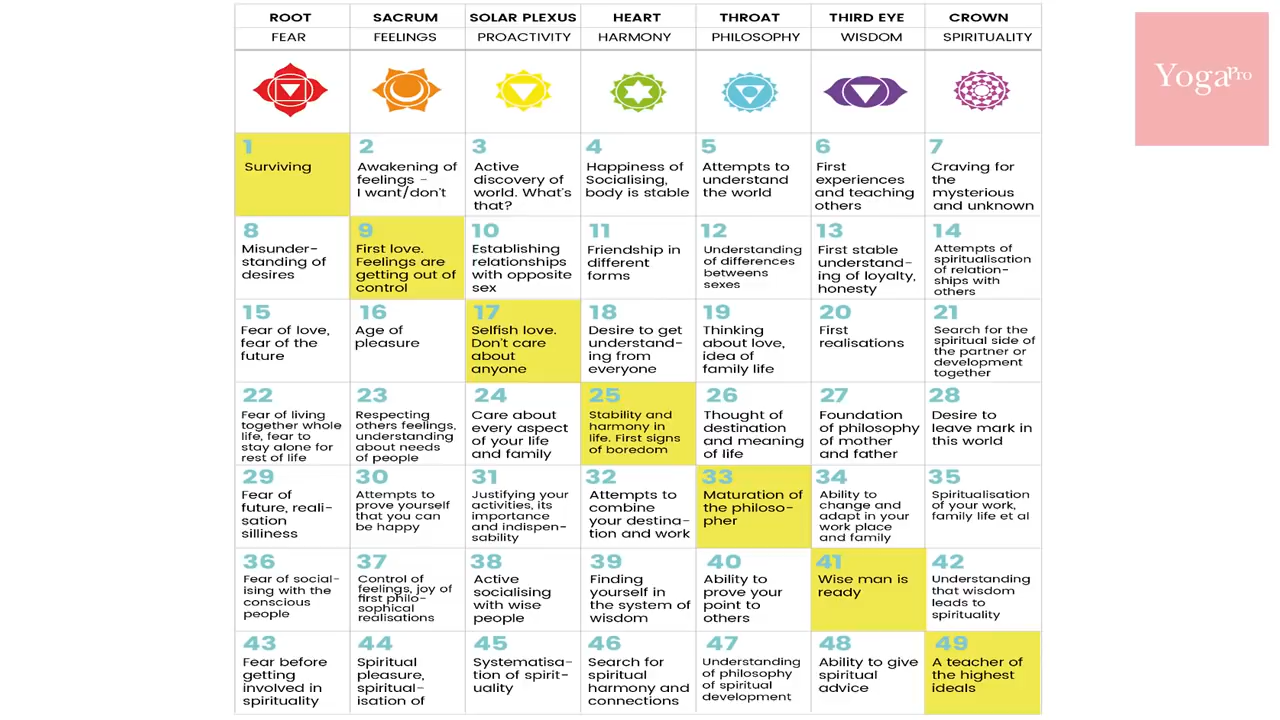 ROOT SACRUM SOLAR PLEXUS HEART THROAT THIRD EYE CROWN
FEAR FEELINGS PROACTIVITY HARMONY PHILOSOPHY WISDOM SPIRITUALITY
YogaPro
1
Surviving
2
Awakening of
feelings -
I want/don't
3
Active
discovery of
world. What's
that?
4
Happiness of
Socialising,
body is stable
5
Attempts to
understand
the world
6
First
experiences
and teaching
others
7
Craving for
the
mysterious
and unknown
8
Misunder-
standing of
desires
9
First love.
Feelings are
getting out of
control
10
Establishing
relationships
with opposite
sex
11
Friendship in
different
forms
12
Understanding
of differences
betweens
sexes
13
First stable
understand-
ing of loyalty,
honesty
14
Attempts of
spiritualisation
of relation-
ships with
others
15
Fear of love,
fear of the
future
16
Age of
pleasure
17
Selfish love.
Don't care
about
anyone
18
Desire to get
understand-
ing from
everyone
19
Thinking
about love,
idea of
family life
20
First
realisations
21
Search for the
spiritual side of
the partner or
development
together
22
Fear of living
together whole
life, fear to
stay alone for
rest of life
23
Respecting
others feelings,
understanding
about needs
of people
24
Care about
every aspect
of your life
and family
25
Stability and
harmony in
life. First signs
of boredom
26
Thought of
destination
and meaning
of life
27
Foundation
of philosophy
of mother
and father
28
Desire to
leave mark in
this world
29
Fear of
future, reali-
sation
silliness
30
Attempts to
prove yourself
that you can
be happy
31
Justifying your
activities, its
importance
and indispen-
sability
32
Attempts to
combine
your destina-
tion and work
33
Maturation of
the philoso-
pher
34
Ability to
change and
adapt in your
work place
and family
35
Spiritualisation
of your work,
family life et al
36
Fear of social-
ising with the
conscious
people
37
Control of
feelings, joy of
first philo-
sophical
realisations
38
Active
socialising
with wise
people
39
Finding
yourself in
the system of
wisdom
40
Ability to
prove your
point to
others
41
Wise man is
ready
42
Understanding
that wisdom
leads to
spirituality
43
Fear before
getting
involved in
spirituality
44
Spiritual
pleasure,
spiritual-
isation of
45
Systematisa-
tion of spirit-
uality
46
Search for
spiritual
harmony and
connections
47
Understanding
of philosophy
of spiritual
development
48
Ability to give
spiritual
advice
49
A teacher of
the highest
ideals